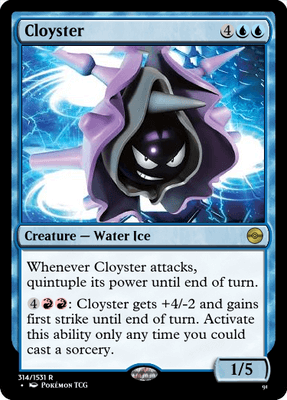 Cloyster 4
Creature — Water Ice
Whenever Cloyster attacks,
quintuple its power until end of turn.
4: Cloyster gets +4/-2 and gains
first strike until end of turn. Activate
this ability only any time you could
cast a sorcery.
1/5
314/1531 R
• Pokémon TCG